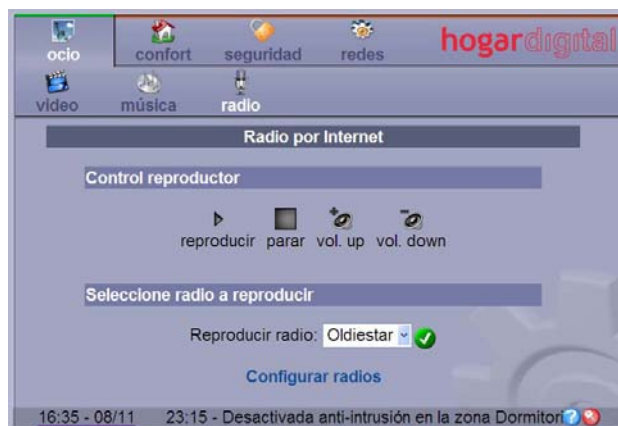 ocio confort seguridad redes hogardigital
video música radio
Radio por Internet
Control reproductor
reproducir parar vol. up vol. down
Seleccione radio a reproducir
Reproducir radio: Oldiestar
Configurar radios
16:35 - 08/11 23:15 - Desactivada anti-intrusión en la zona Dormitori